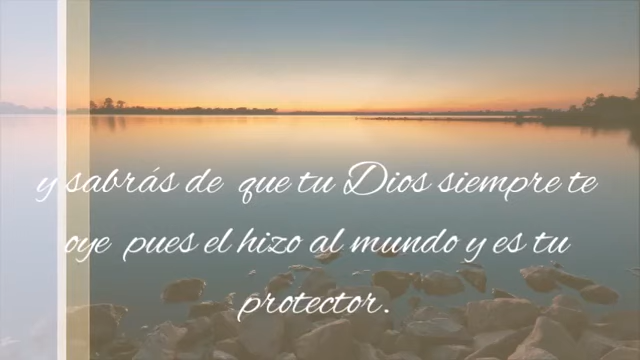 y sabrás de que tu Dios siempre te
oye pues el hizo al mundo y es tu
protector.